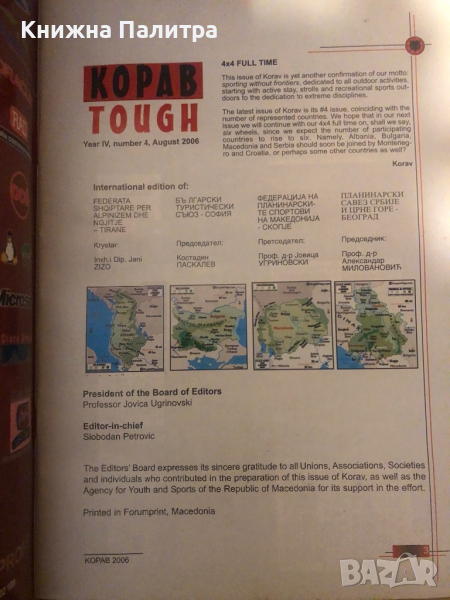 Книжна Палитра
КОРАВ
TOUGH
Year IV, number 4, August 2006
4x4 FULL TIME
This issue of Korav is yet another confirmation of our motto:
sporting without frontiers, dedicated to all outdoor activities,
starting with active stay, strolls and recreational sports out-
doors to the dedication to extreme disciplines.
The latest issue of Korav is its #4 issue, coinciding with the
number of represented countries. We hope that in our next
issue we will continue with our 4x4 full time on, shall we say,
six wheels, since we expect the number of participating
countries to rise to six. Namely, Albania, Bulgaria,
Macedonia and Serbia should soon be joined by Monteneg-
ro and Croatia, or perhaps some other countries as well?
Korav
International edition of:
FEDERATA
SHQIPTARE PER
ALPINIZEM DHE
NGJITJE
– TIRANE
Krystar:
Inxh.i Dip. Jani
ZIZO
БЪ ЛГАРСКИ
ТУРИСТИЧЕСКИ
СЪЮЗ - СОФИЯ
Председател:
Костадин
ПАСКАЛЕВ
ФЕДЕРАЦИЈА НА
ПЛАНИНАРСКИ-
ТЕ СПОРТОВИ
НА МАКЕДОНИЈА
- СКОПЈЕ
Претседател:
Проф. д-р Јовица
УГРИНОВСКИ
ПЛАНИНАРСКИ
САВЕЗ СРБИЈЕ
И ЦРНЕ ГОРЕ -
БЕОГРАД
Председник:
Проф. д-р
Александар
МИЛОВАНОВИЋ
President of the Board of Editors
Professor Jovica Ugrinovski
Editor-in-chief
Slobodan Petrovic
The Editors' Board expresses its sincere gratitude to all Unions, Associations, Societies
and individuals who contributed in the preparation of this issue of Korav, as well as the
Agency for Youth and Sports of the Republic of Macedonia for its support in the effort.
Printed in Forumprint, Macedonia
КОРАВ 2006
3
bazar